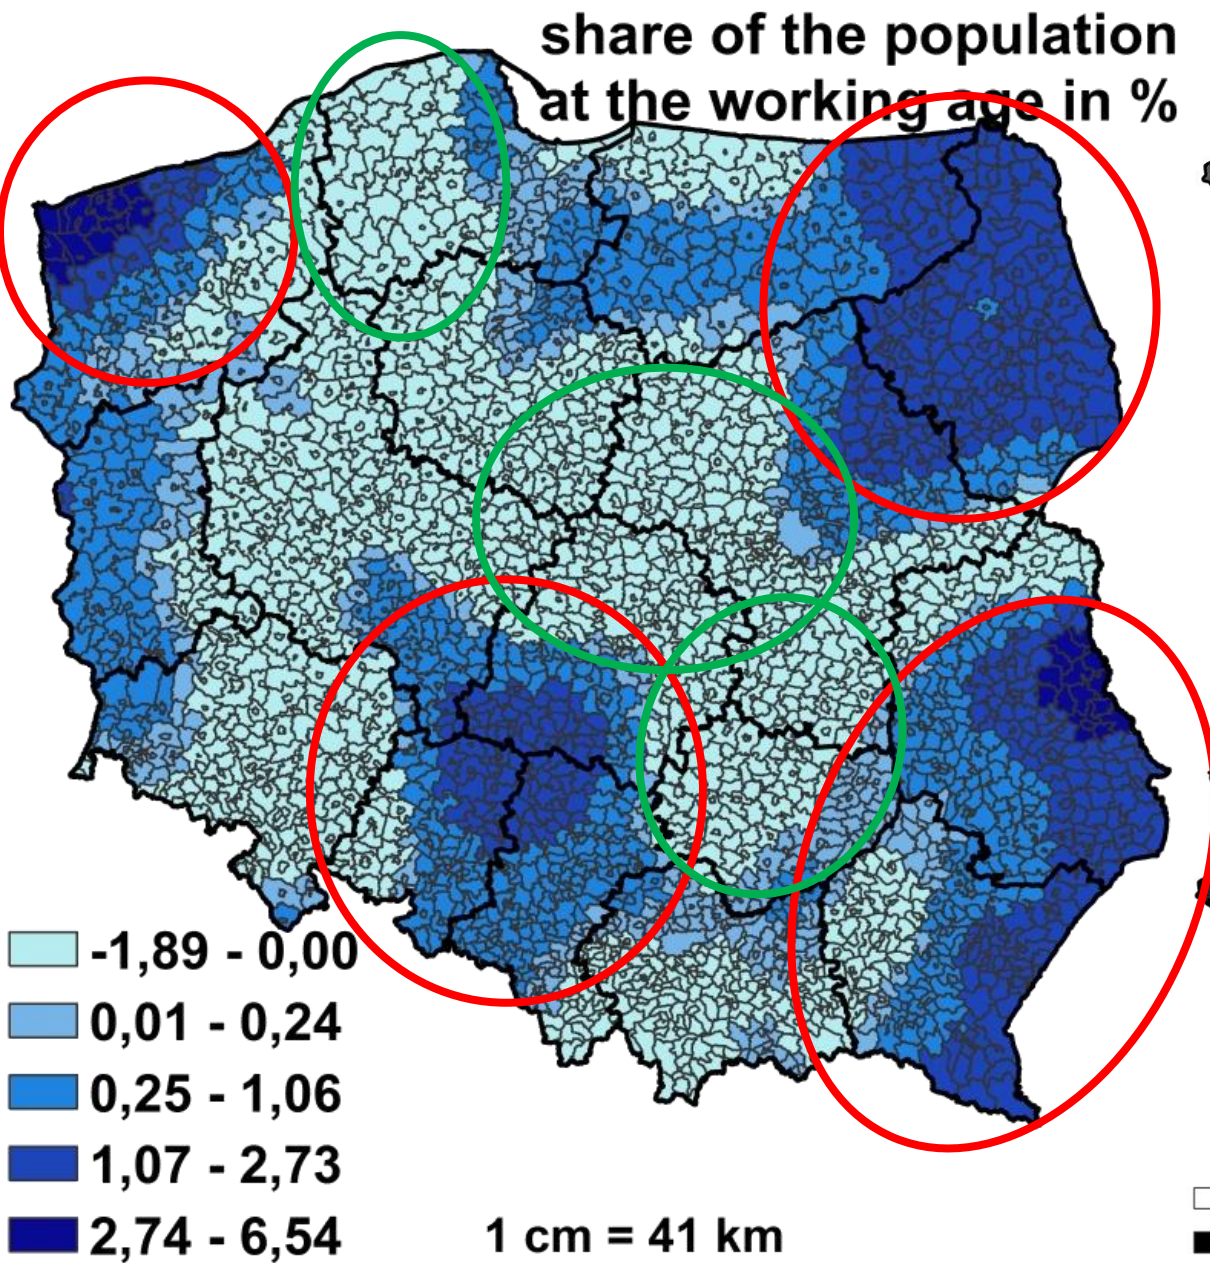 share of the population
at the working age in %
-1,89 - 0,00
0,01 - 0,24
0,25 - 1,06
1,07 - 2,73
2,74 - 6,54
1 cm = 41 km